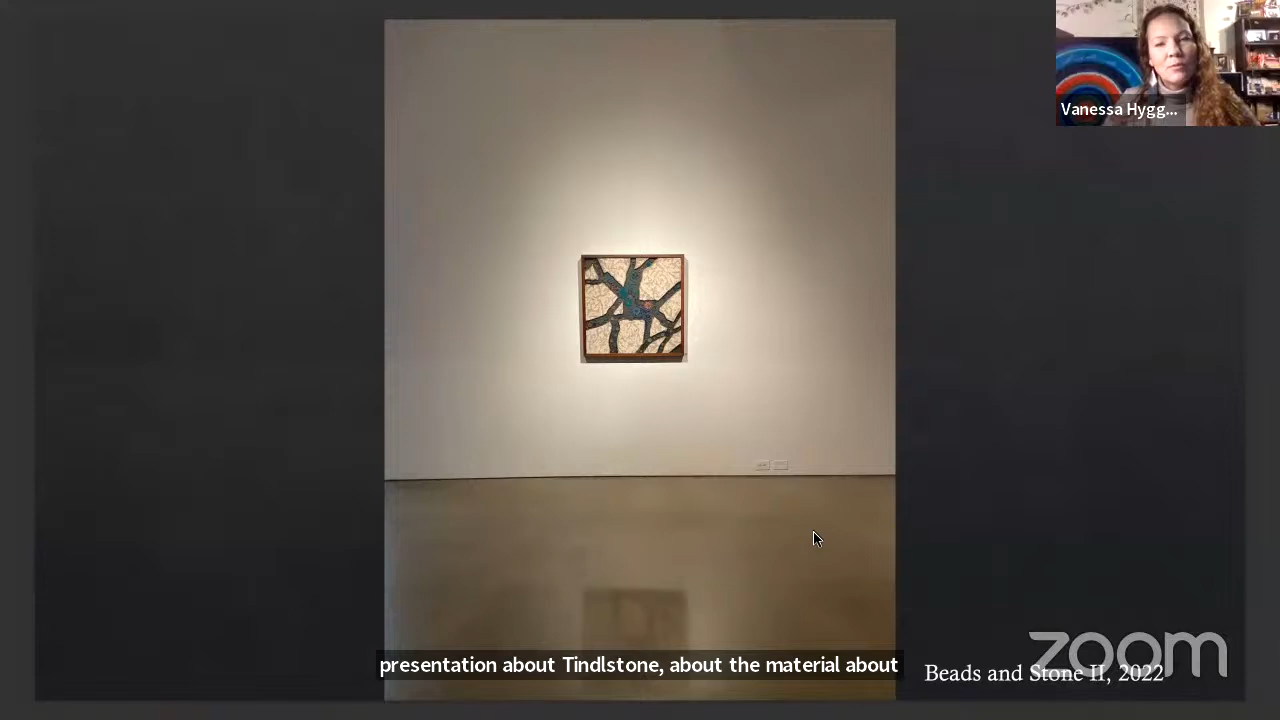 Vanessa Hygg...
presentation about Tindlstone, about the material about
Beads and Stone II, 2022
zoom